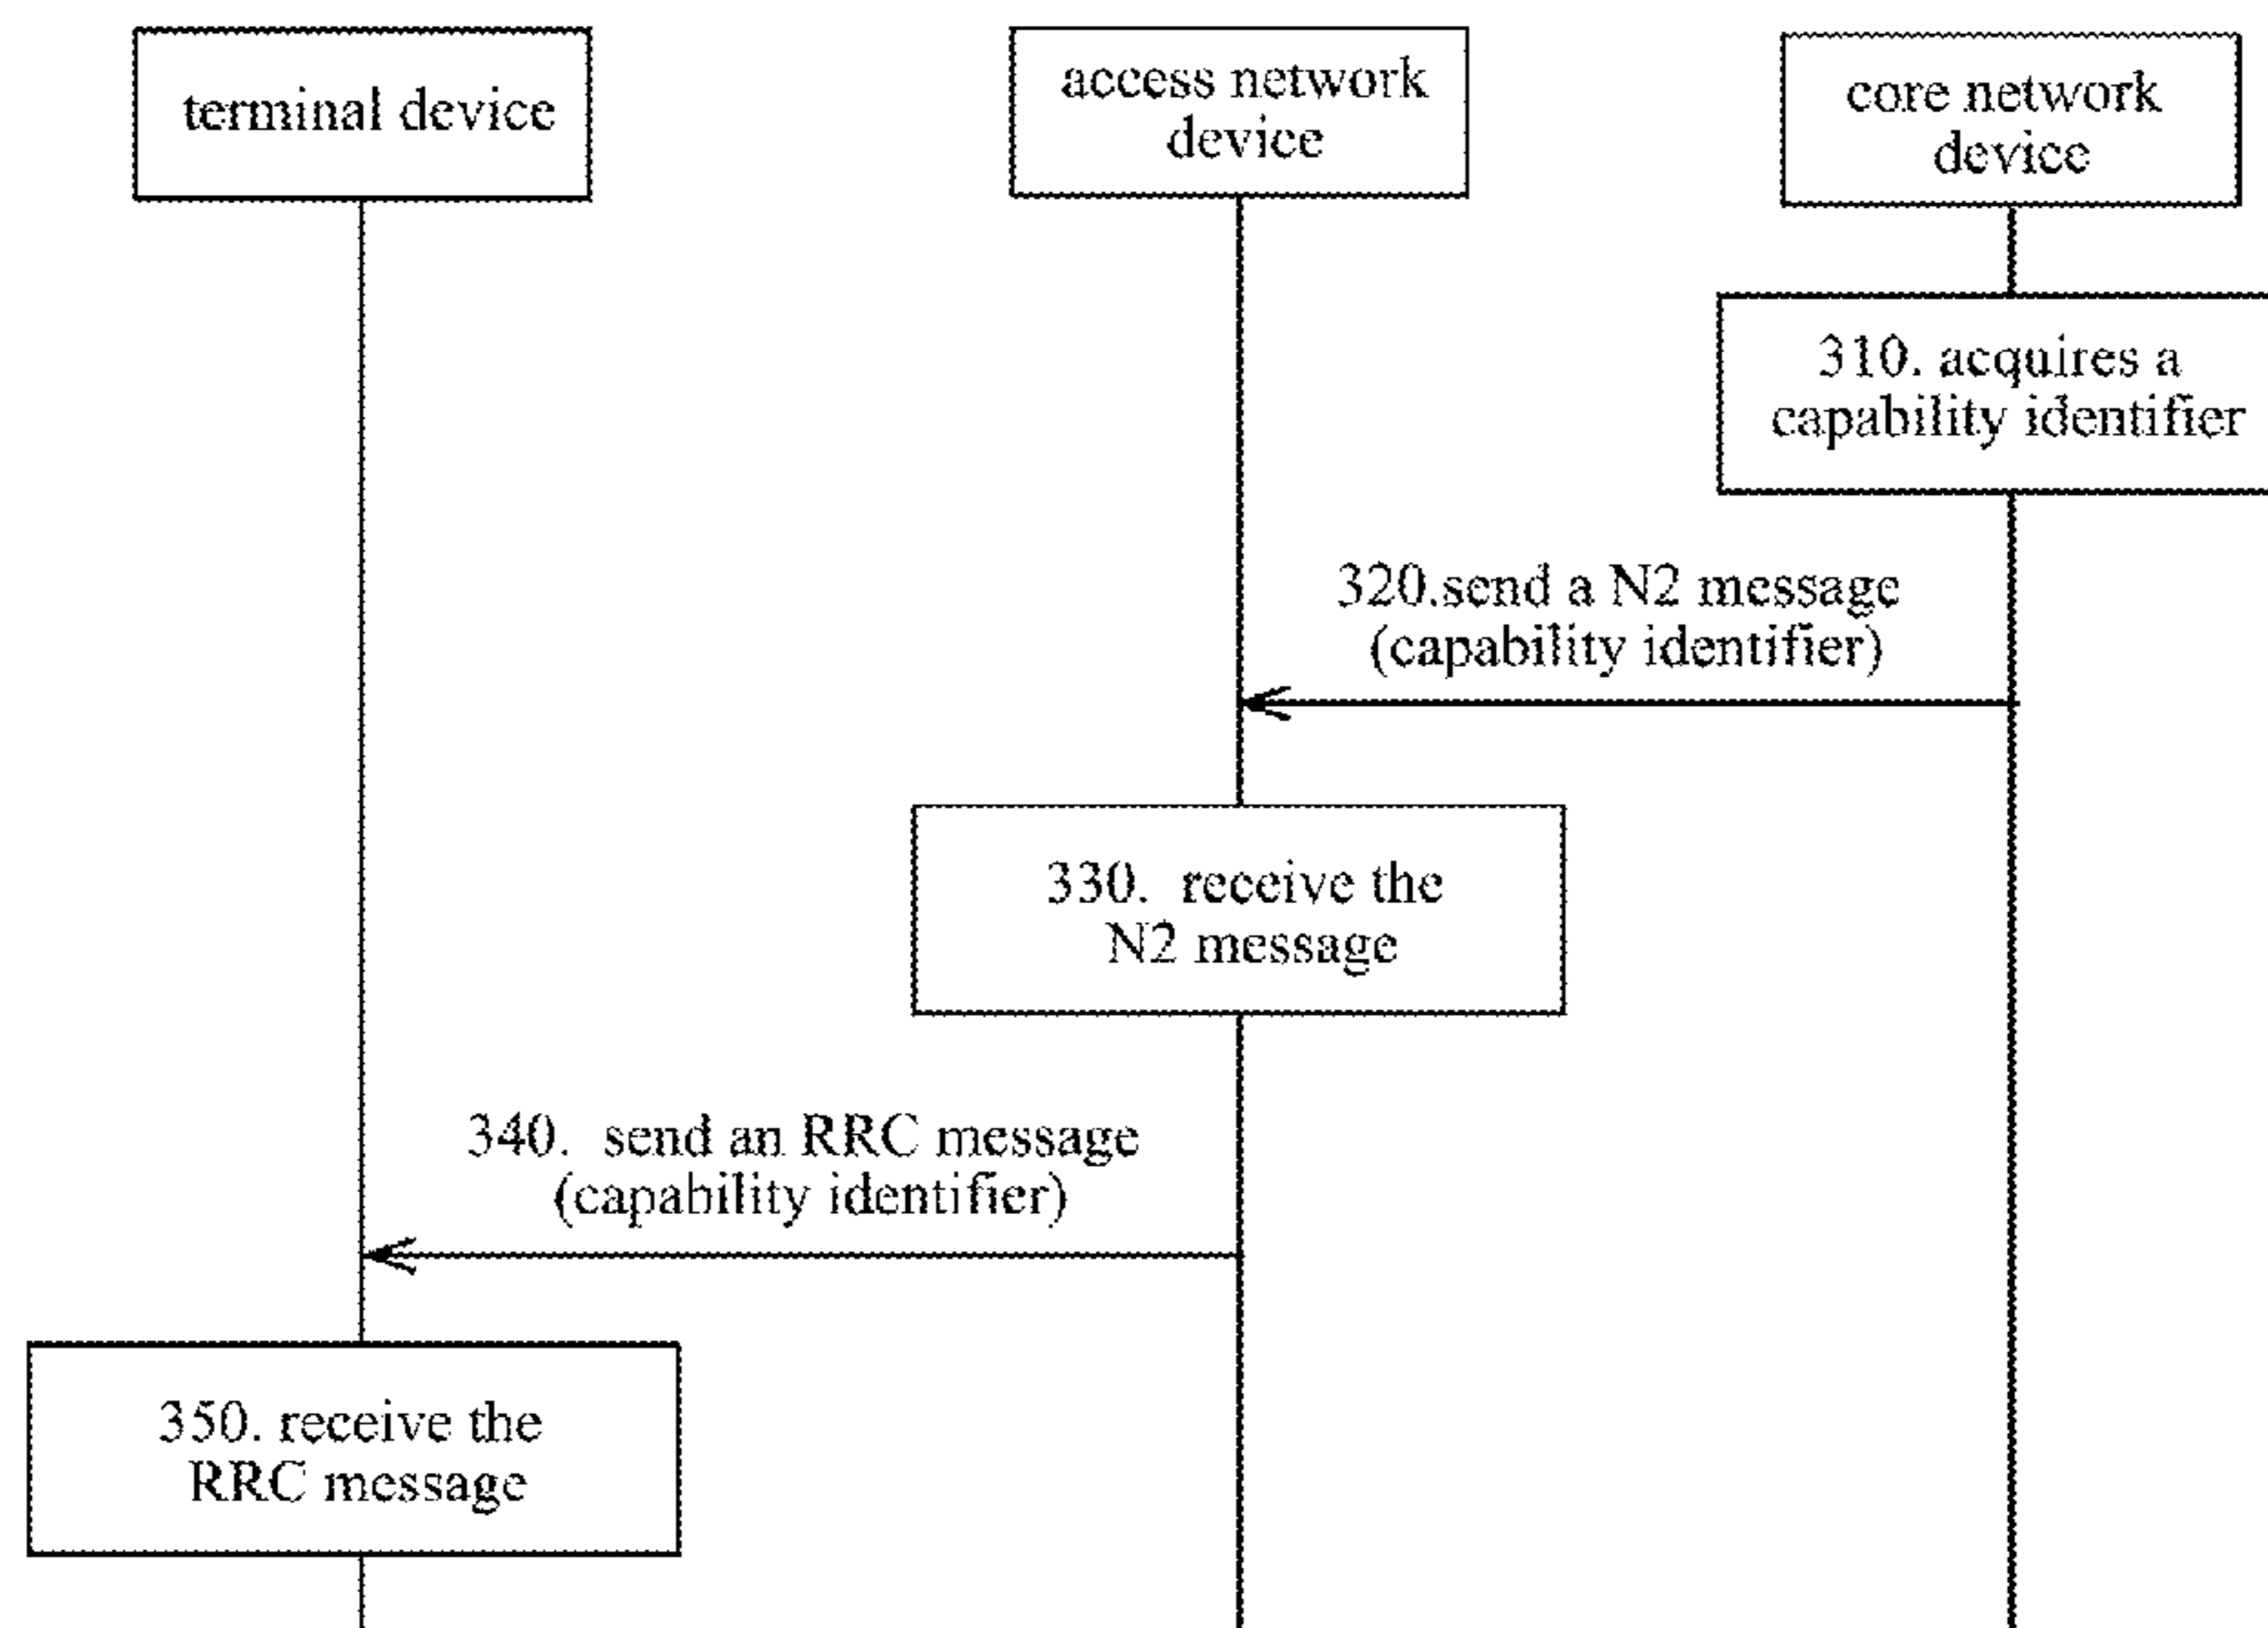 terminal device
access network
device
core network
device
310. acquires a
capability identifier
320.send a N2 message
(capability identifier)
330. receive the
N2 message
340. send an RRC message
(capability identifier)
350. receive the
RRC message